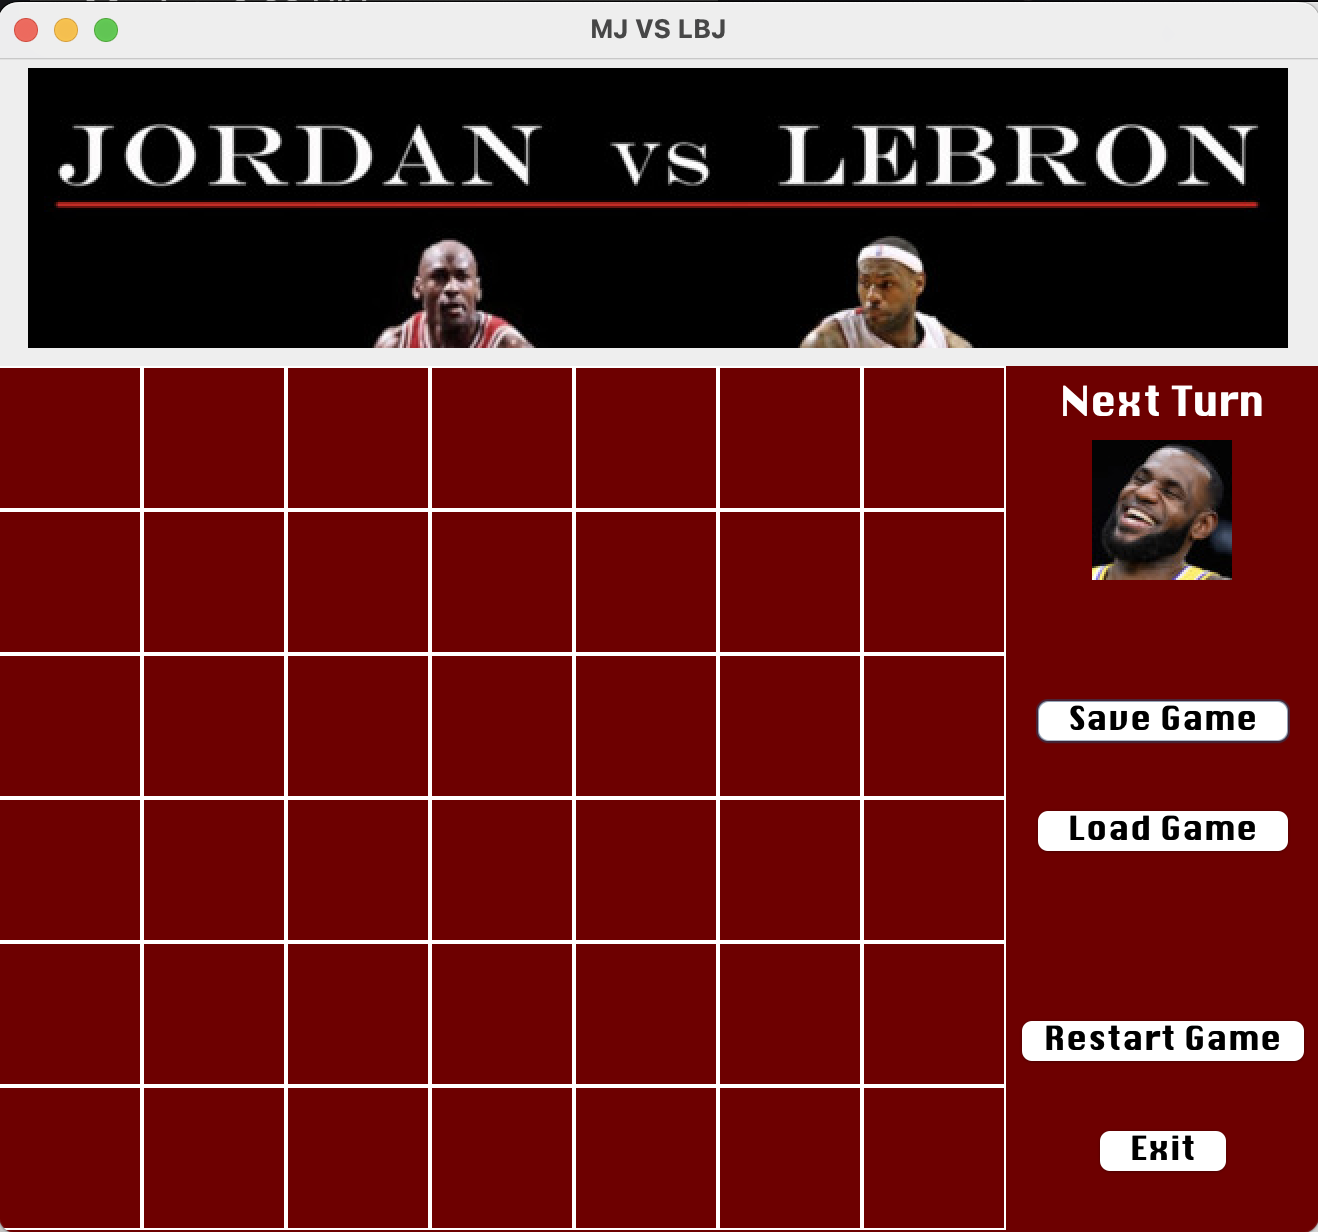 MJ VS LBJ
JORDAN VS LEBRON
Next Turn
Save Game
Load Game
Restart Game
Exit